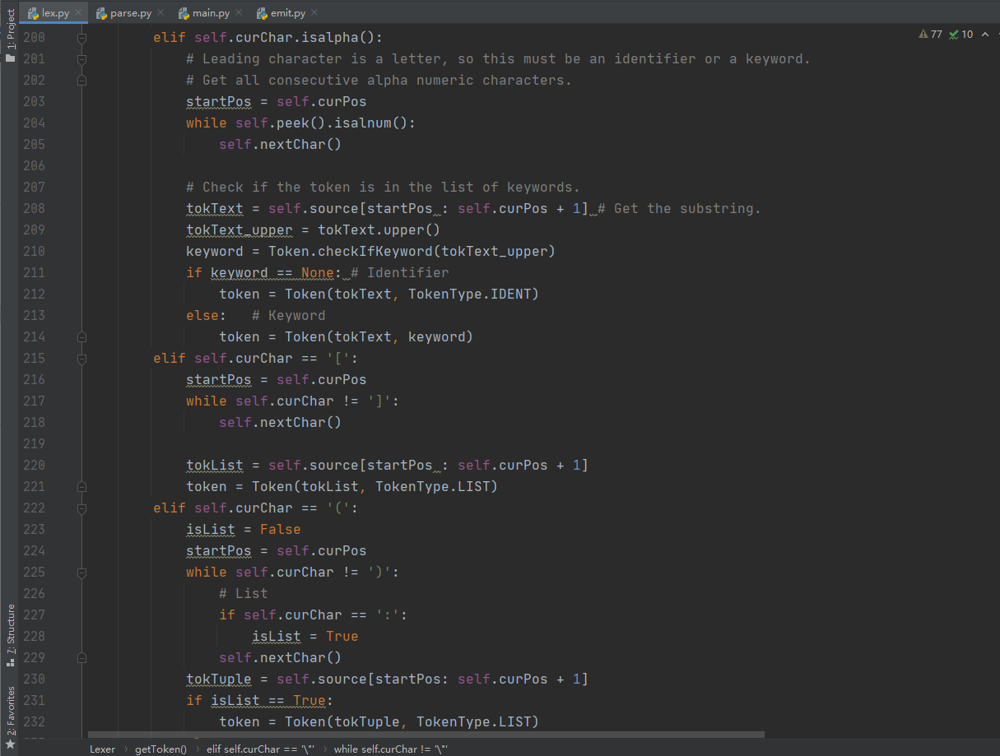 1: Project
lex.py
parse.py
main.py
emit.py
77 10
200 elif self.curChar.isalpha():
201 # Leading character is a letter, so this must be an identifier or a keyword.
202 # Get all consecutive alpha numeric characters.
203 startPos = self.curPos
204 while self.peek().isalnum():
205 self.nextChar()
206
207 # Check if the token is in the list of keywords.
208 tokText = self.source[startPos : self.curPos + 1] # Get the substring.
209 tokText_upper = tokText.upper()
210 keyword = Token.checkIfKeyword(tokText_upper)
211 if keyword == None: # Identifier
212 token = Token(tokText, TokenType.IDENT)
213 else:   # Keyword
214 token = Token(tokText, keyword)
215 elif self.curChar == '[':
216 startPos = self.curPos
217 while self.curChar != ']':
218 self.nextChar()
219
220 tokList = self.source[startPos : self.curPos + 1]
221 token = Token(tokList, TokenType.LIST)
222 elif self.curChar == '(':
223 isList = False
224 startPos = self.curPos
225 while self.curChar != ')':
226 # List
227 if self.curChar == ':':
228 isList = True
229 self.nextChar()
230 tokTuple = self.source[startPos: self.curPos + 1]
231 if isList == True:
232 token = Token(tokTuple, TokenType.LIST)
7: Structure
2: Favorites
Lexer › getToken() › elif self.curChar == '\"' › while self.curChar != '\"'